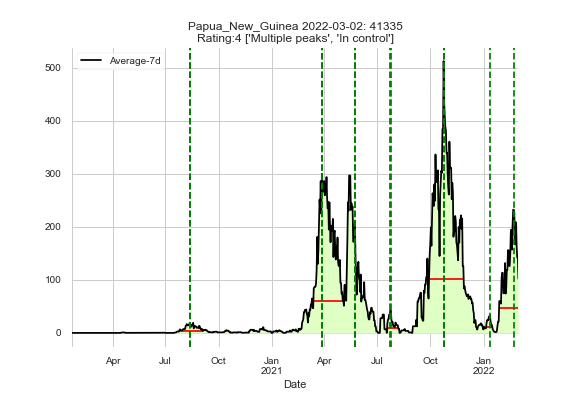 Papua_New_Guinea 2022-03-02: 41335
Rating:4 ['Multiple peaks', 'In control']
Average-7d
500
400
300
200
100
0
Apr Jul Oct Jan Apr Jul Oct Jan
2021 2022
Date